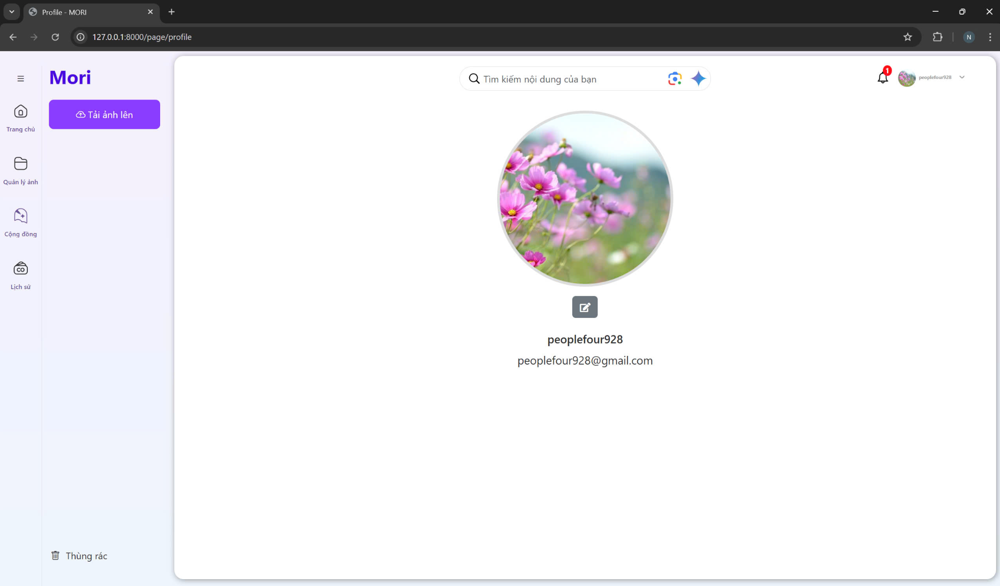 Profile - MORI
127.0.0.1:8000/page/profile
N
Mori
Tìm kiếm nội dung của bạn
1
peoplefour928
Tải ảnh lên
Trang chủ
Quản lý ảnh
Cộng đồng
CO
Lịch sử
peoplefour928
peoplefour928@gmail.com
Thùng rác